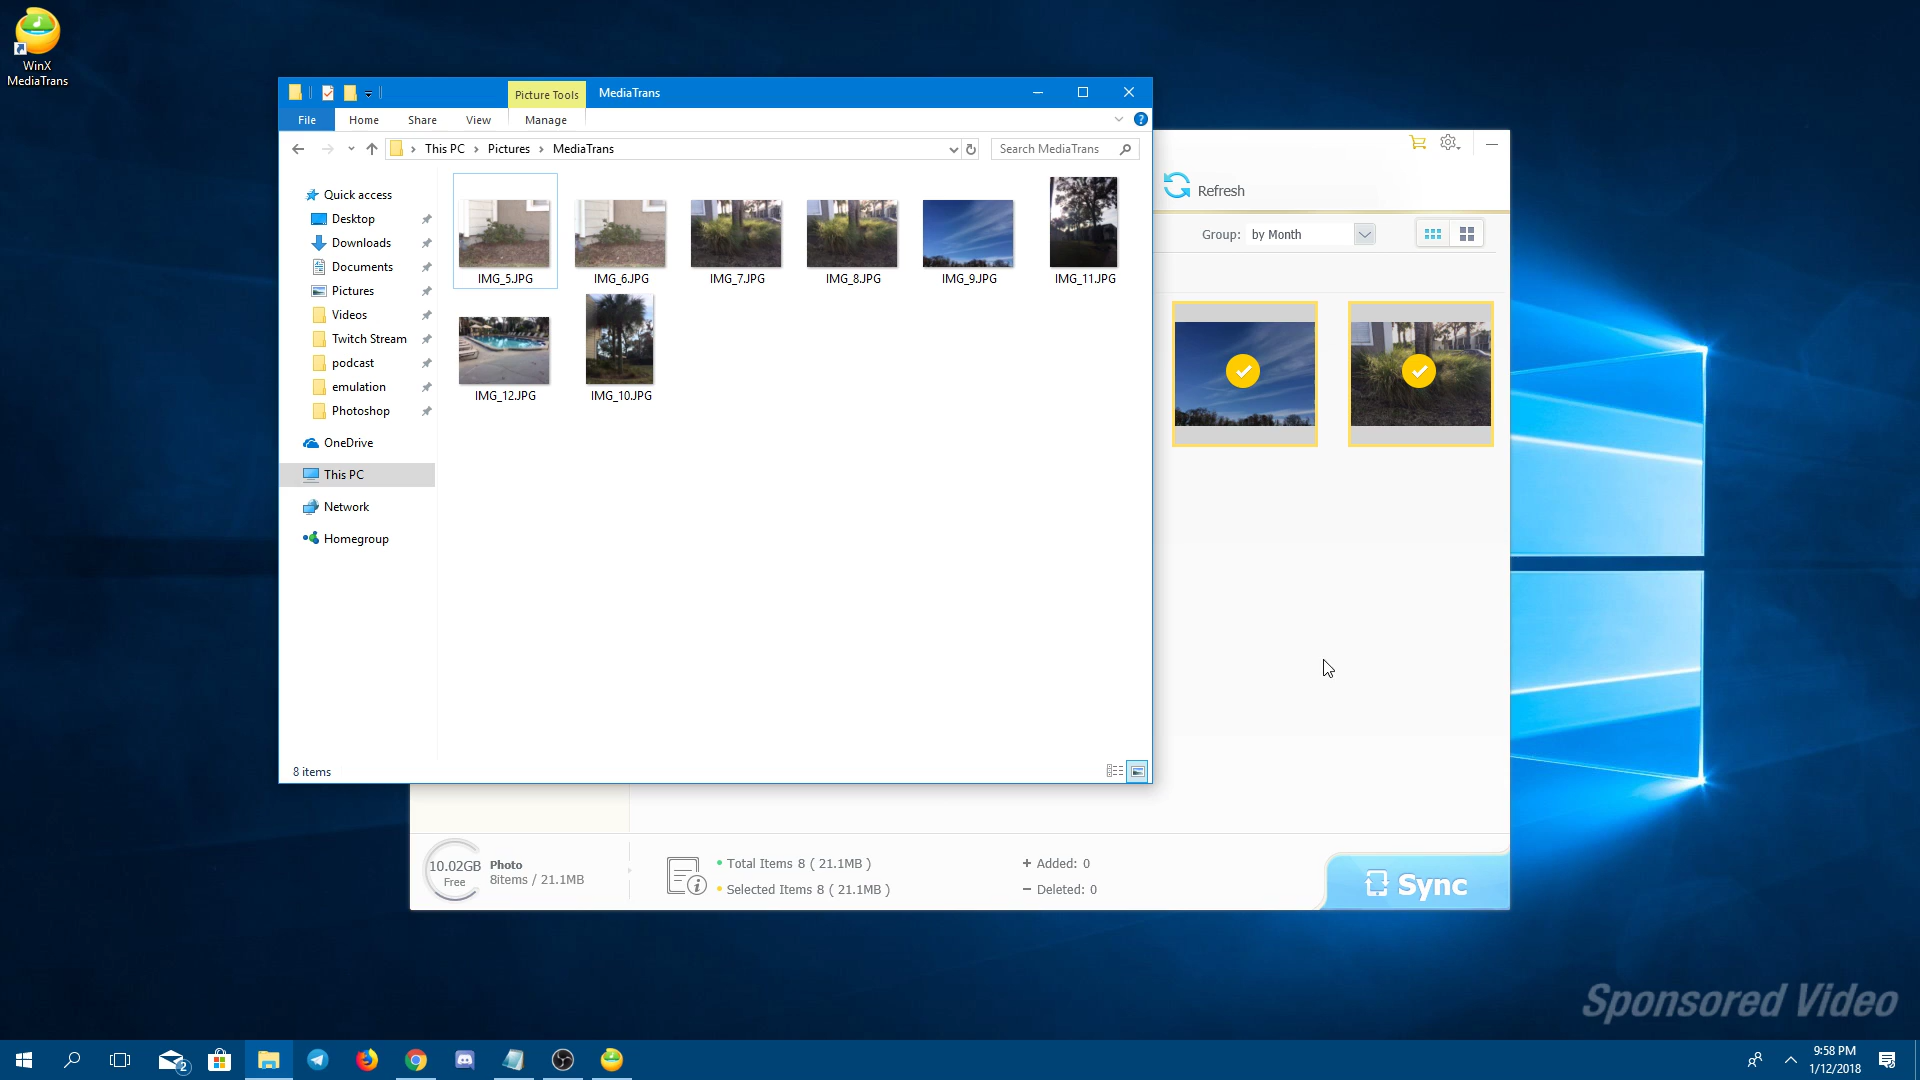 WinX
MediaTrans
Picture Tools
MediaTrans
File
Home
Share
View
Manage
This PC
Pictures
MediaTrans
Search MediaTrans
Quick access
Desktop
Downloads
Documents
Pictures
Videos
Twitch Stream
podcast
emulation
Photoshop
OneDrive
This PC
Network
Homegroup
IMG_5.JPG
IMG_6.JPG
IMG_7.JPG
IMG_8.JPG
IMG_9.JPG
IMG_11.JPG
IMG_12.JPG
IMG_10.JPG
8 items
Refresh
Group: by Month
10.02GB
Free
Photo
8items / 21.1MB
Total Items 8 ( 21.1MB )
Selected Items 8 ( 21.1MB )
+ Added: 0
− Deleted: 0
Sync
Sponsored Video
2
9:58 PM
1/12/2018